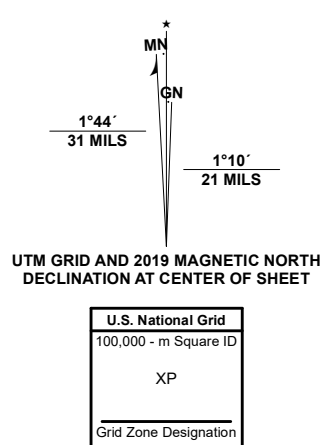 MN
GN
1°44´
31 MILS
1°10´
21 MILS
UTM GRID AND 2019 MAGNETIC NORTH
DECLINATION AT CENTER OF SHEET
U.S. National Grid
100,000 - m Square ID
XP
Grid Zone Designation